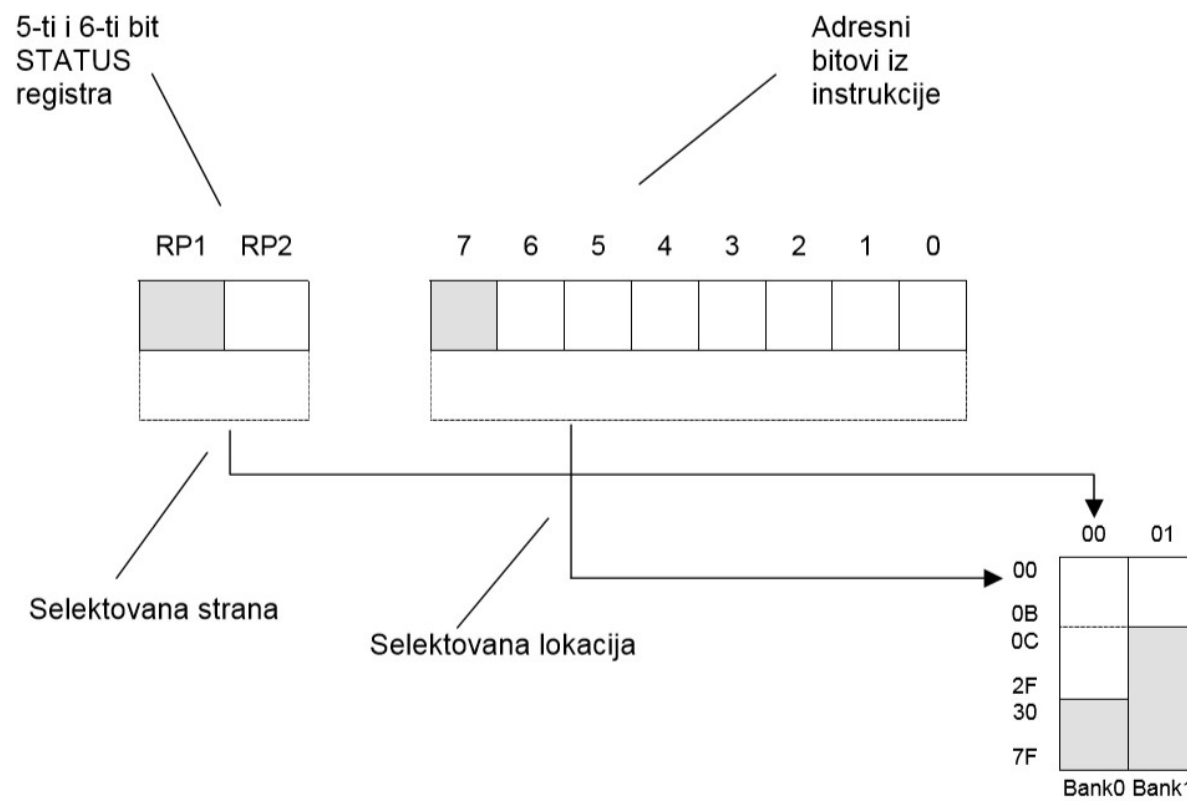 5-ti i 6-ti bit
STATUS
registra
Adresni
bitovi iz
instrukcije
RP1 RP2
7 6 5 4 3 2 1 0
Selektovana strana
Selektovana lokacija
00 01
00
0B
0C
2F
30
7F
Bank0 Bank1